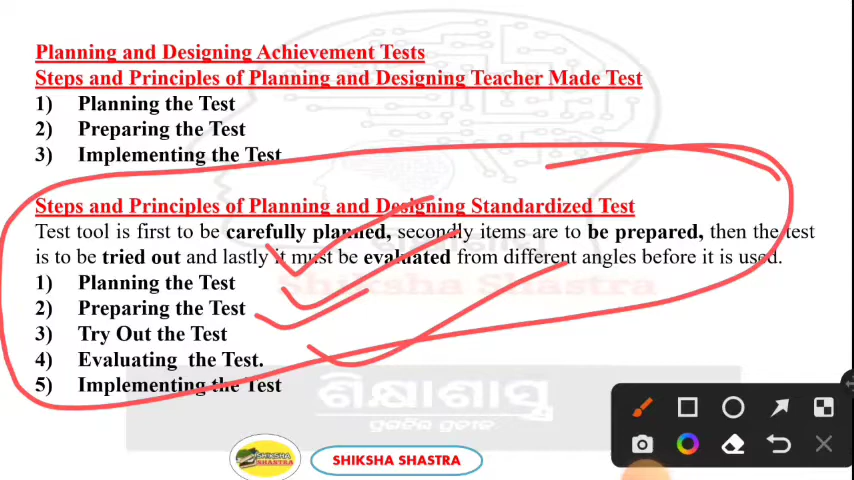 Planning and Designing Achievement Tests
Steps and Principles of Planning and Designing Teacher Made Test
1) Planning the Test
2) Preparing the Test
3) Implementing the Test
Steps and Principles of Planning and Designing Standardized Test
Test tool is first to be carefully planned, secondly items are to be prepared, then the test
is to be tried out and lastly it must be evaluated from different angles before it is used.
1) Planning the Test
2) Preparing the Test
3) Try Out the Test
4) Evaluating the Test.
5) Implementing the Test
Shiksha Shastra
ଶିକ୍ଷାଶାସ୍ତ୍ର
SHIKSHA SHASTRA
SHIKSHA SHASTRA